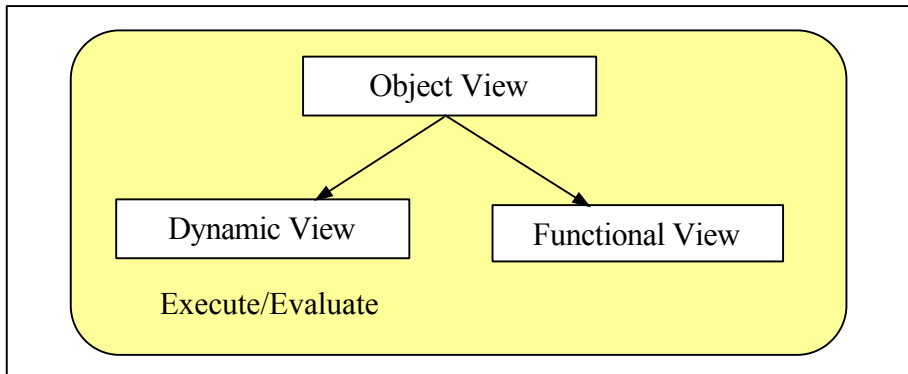 Object View
Dynamic View
Functional View
Execute/Evaluate